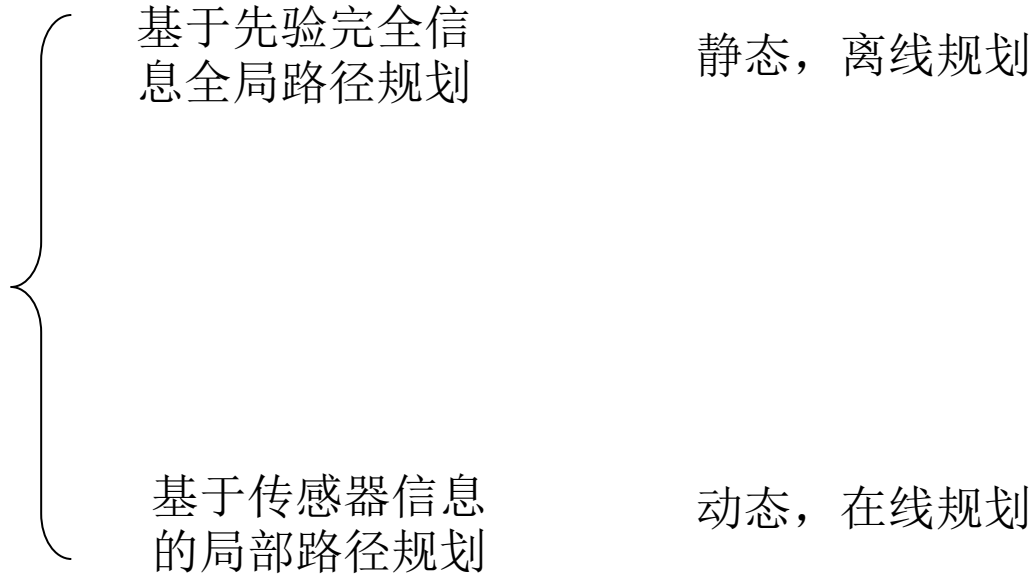 基于先验完全信
息全局路径规划
静态，离线规划
基于传感器信息
的局部路径规划
动态，在线规划